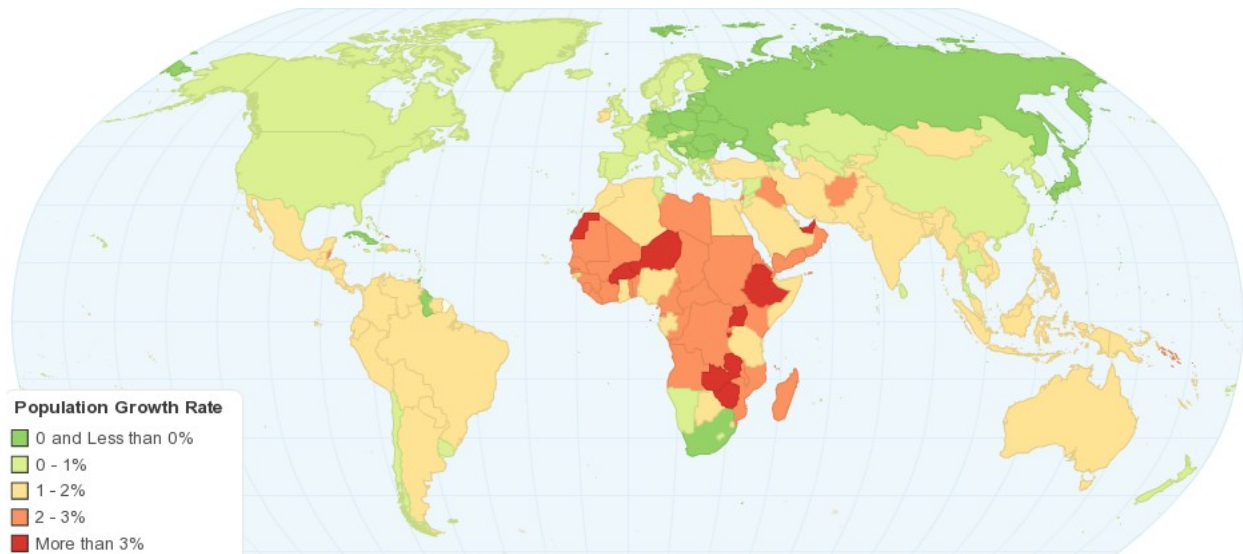 Population Growth Rate
0 and Less than 0%
0 - 1%
1 - 2%
2 - 3%
More than 3%